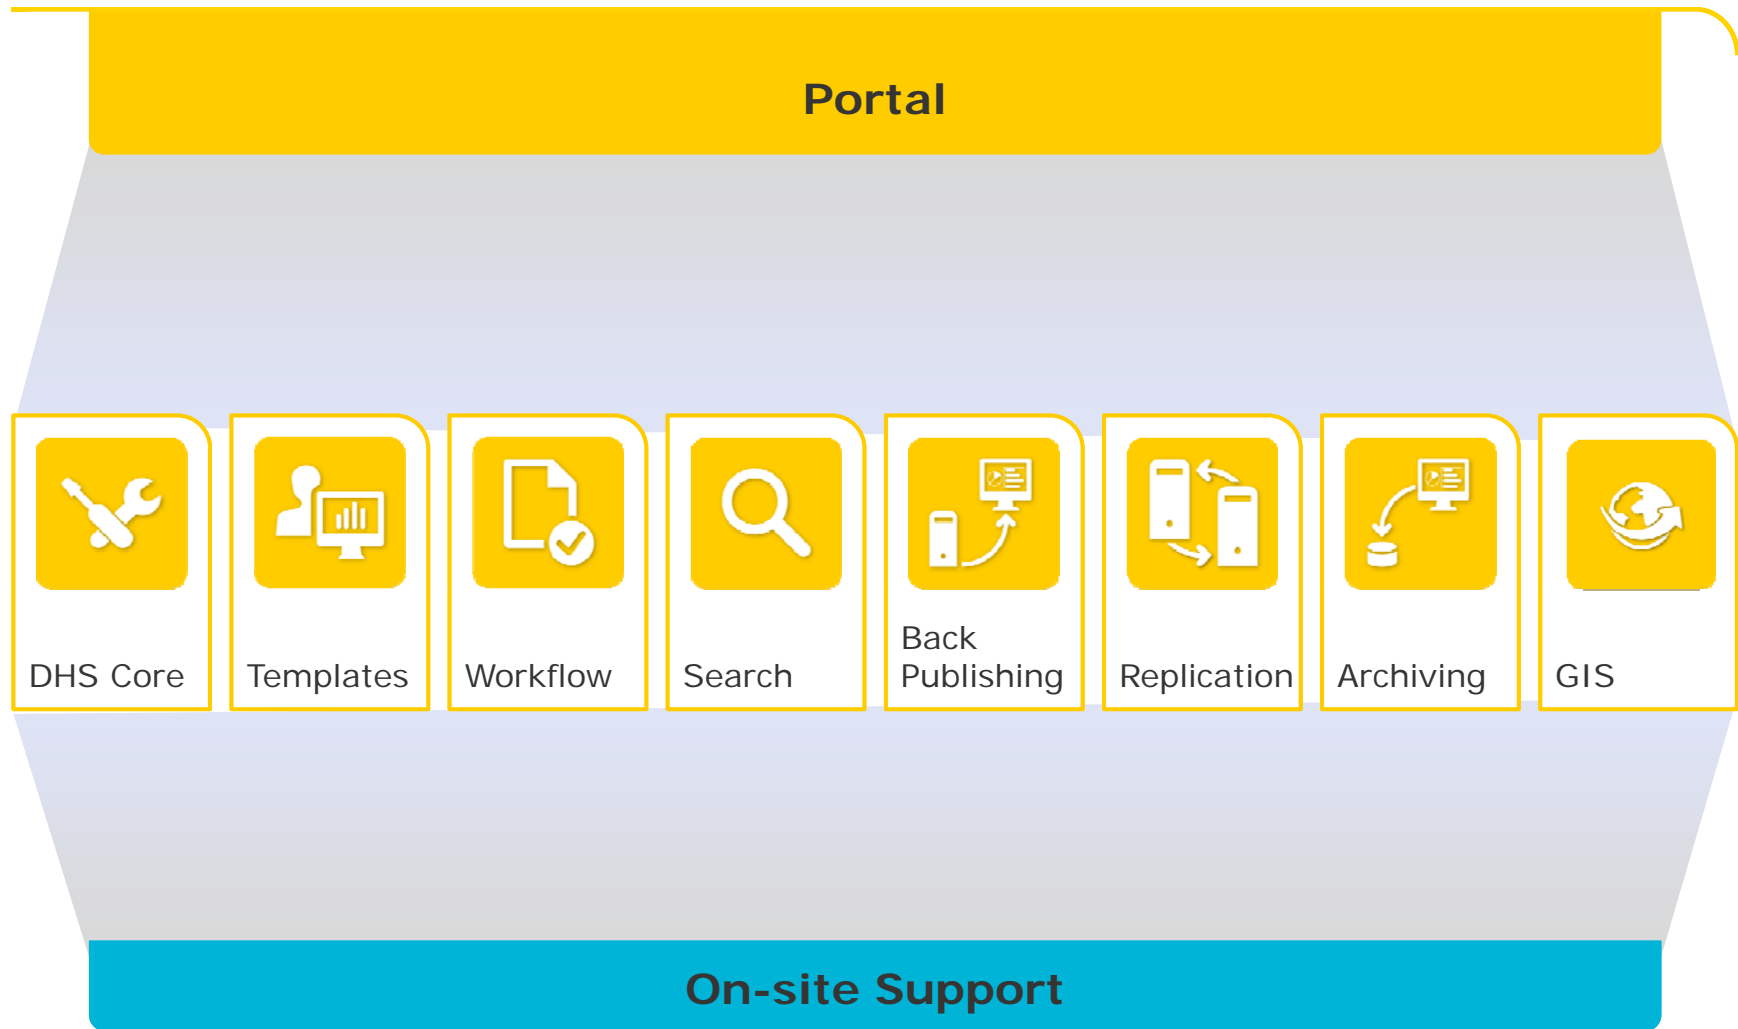 Portal
DHS Core
Templates
Workflow
Search
Back
Publishing
Replication
Archiving
GIS
On-site Support